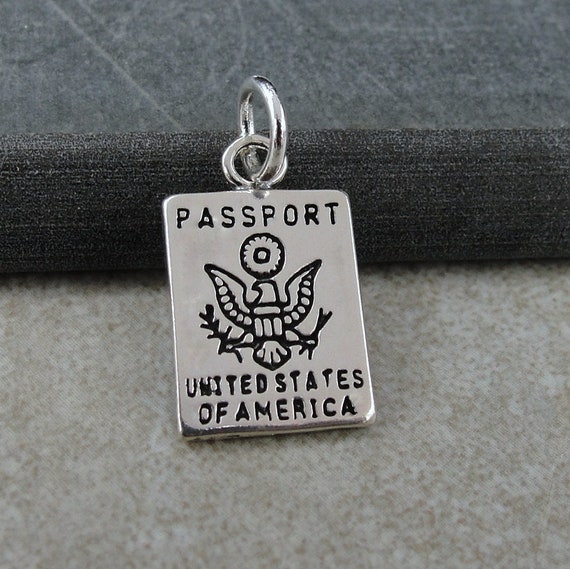 PASSPORT
UNITED STATES
OF AMERICA